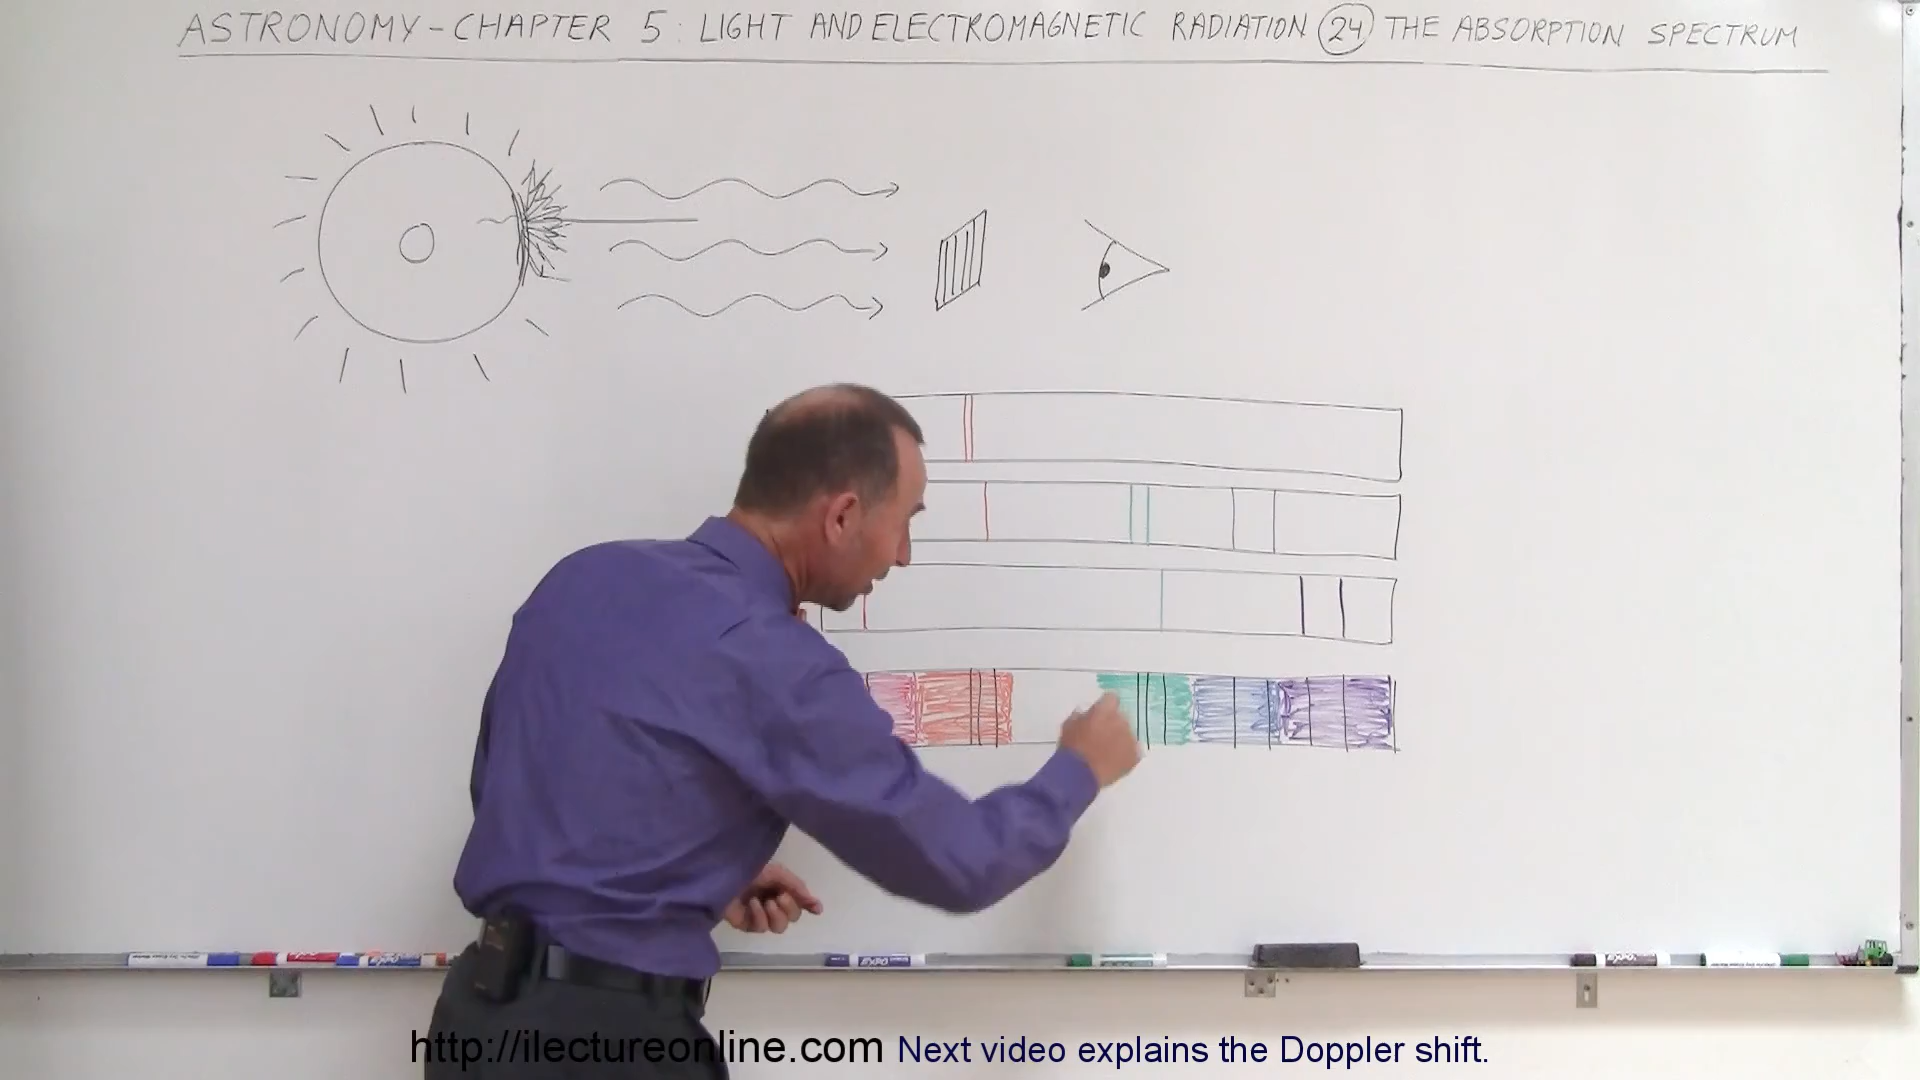 ASTRONOMY - CHAPTER 5: LIGHT AND ELECTROMAGNETIC RADIATION 24 THE ABSORPTION SPECTRUM
http://ilectureonline.com Next video explains the Doppler shift.